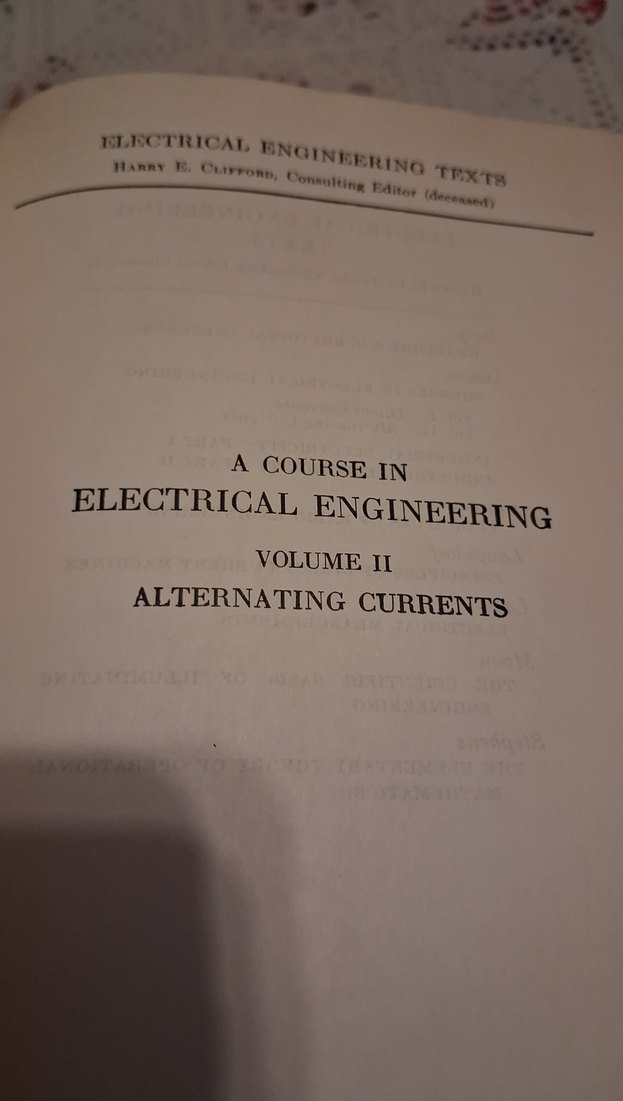 ELECTRICAL ENGINEERING TEXTS
HARRY E. CLIFFORD, Consulting Editor (deceased)
A COURSE IN
ELECTRICAL ENGINEERING
VOLUME II
ALTERNATING CURRENTS